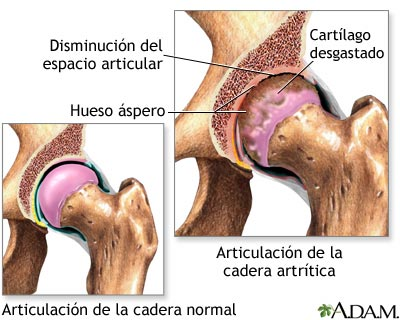 Disminución del
espacio articular
Cartílago
desgastado
Hueso áspero
Articulación de la
cadera artrítica
Articulación de la cadera normal
A.D.A.M.